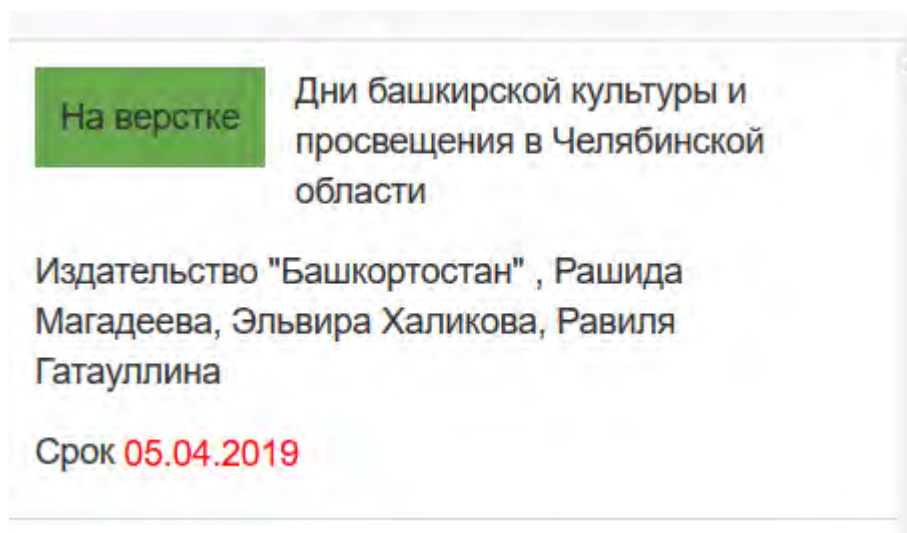 На верстке
Дни башкирской культуры и
просвещения в Челябинской
области
Издательство "Башкортостан" , Рашида
Магадеева, Эльвира Халикова, Равиля
Гатауллина
Срок 05.04.2019